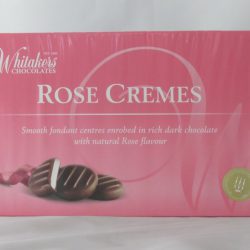 Whitakers
CHOCOLATES
ROSE CREMES
Smooth fondant centres enrobed in rich dark chocolate
with natural Rose flavour